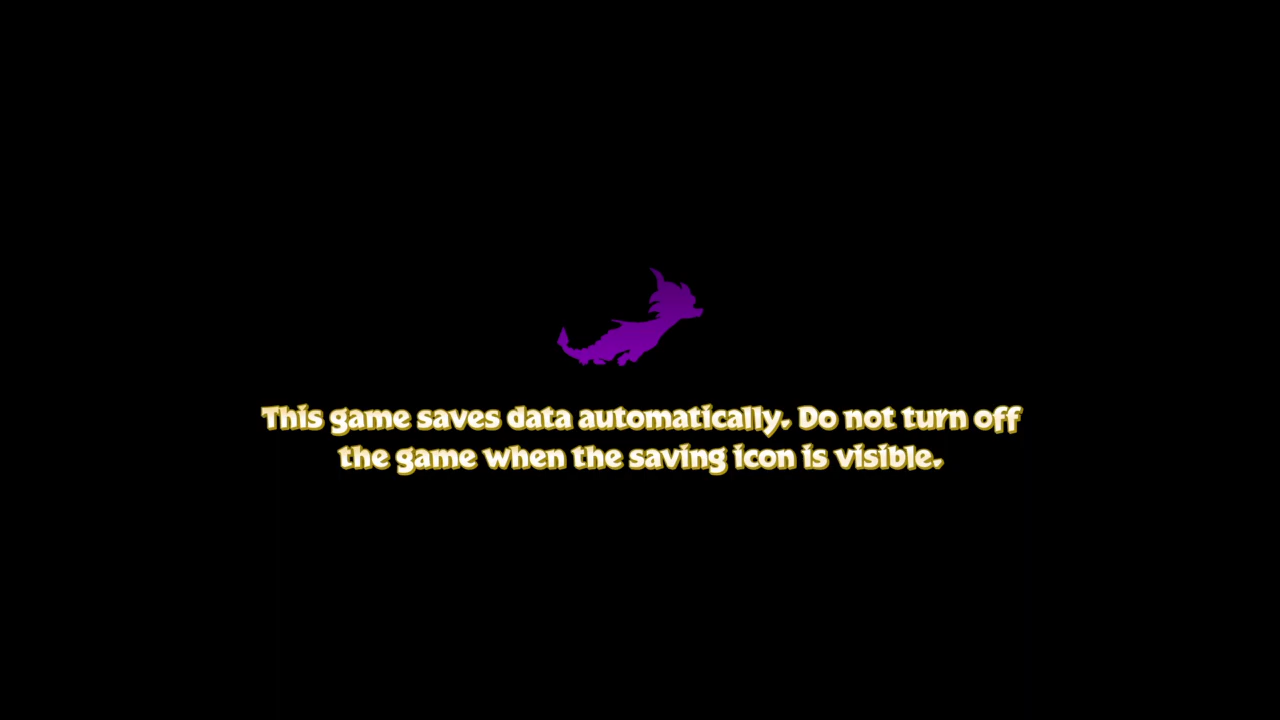 This game saves data automatically. Do not turn off
the game when the saving icon is visible.